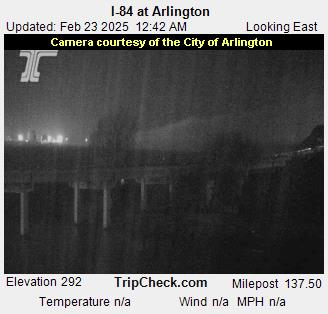 I-84 at Arlington
Updated: Feb 23 2025 12:42 AM Looking East
Camera courtesy of the City of Arlington
Elevation 292 TripCheck.com Milepost 137.50
Temperature n/a Wind n/a MPH n/a